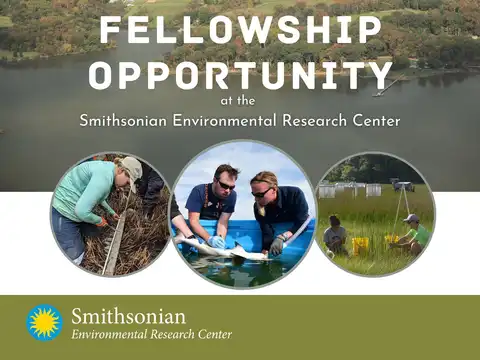 FELLOWSHIP
OPPORTUNITY
at the
Smithsonian Environmental Research Center
Smithsonian
Environmental Research Center